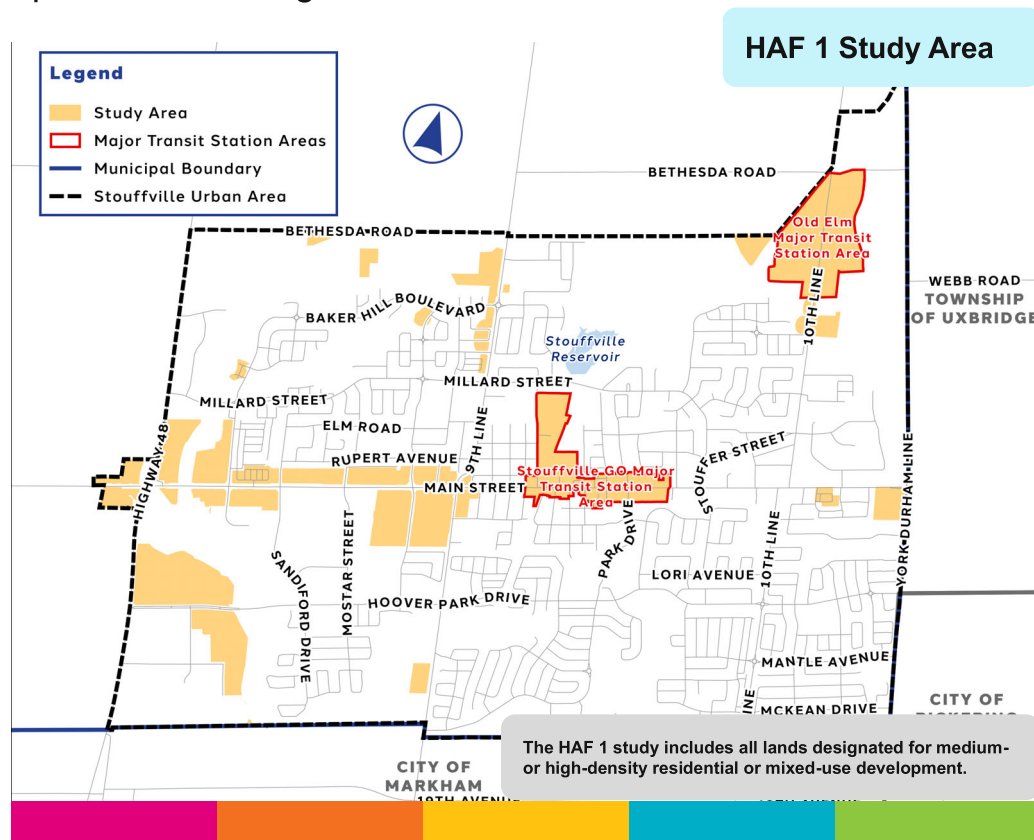 HAF 1 Study Area
Legend
Study Area
Major Transit Station Areas
Municipal Boundary
Stouffville Urban Area
BETHESDA ROAD
Old Elm
Major Transit
Station Area
BETHESDA ROAD
WEBB ROAD
TOWNSHIP
OF UXBRIDGE
10TH LINE
BAKER HILL BOULEVARD
Stouffville
Reservoir
MILLARD STREET
MILLARD STREET
ELM ROAD
9TH LINE
HIGHWAY 48
RUPERT AVENUE
STOUFFER STREET
Stouffville GO Major
Transit Station
Area
MAIN STREET
YORK-DURHAM LINE
PARK DRIVE
10TH LINE
SANDIFORD DRIVE
MOSTAR STREET
LORI AVENUE
HOOVER PARK DRIVE
MANTLE AVENUE
CITY OF
MCKEAN DRIVE
The HAF 1 study includes all lands designated for medium-
or high-density residential or mixed-use development.
CITY OF
MARKHAM
19TH AVENUE